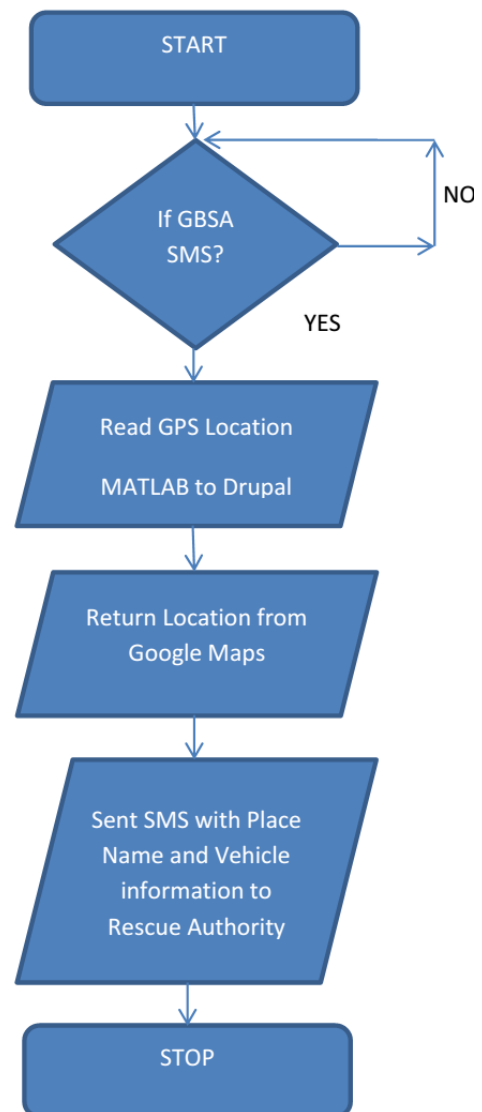 START
If GBSA
SMS?
NO
YES
Read GPS Location
MATLAB to Drupal
Return Location from
Google Maps
Sent SMS with Place
Name and Vehicle
information to
Rescue Authority
STOP